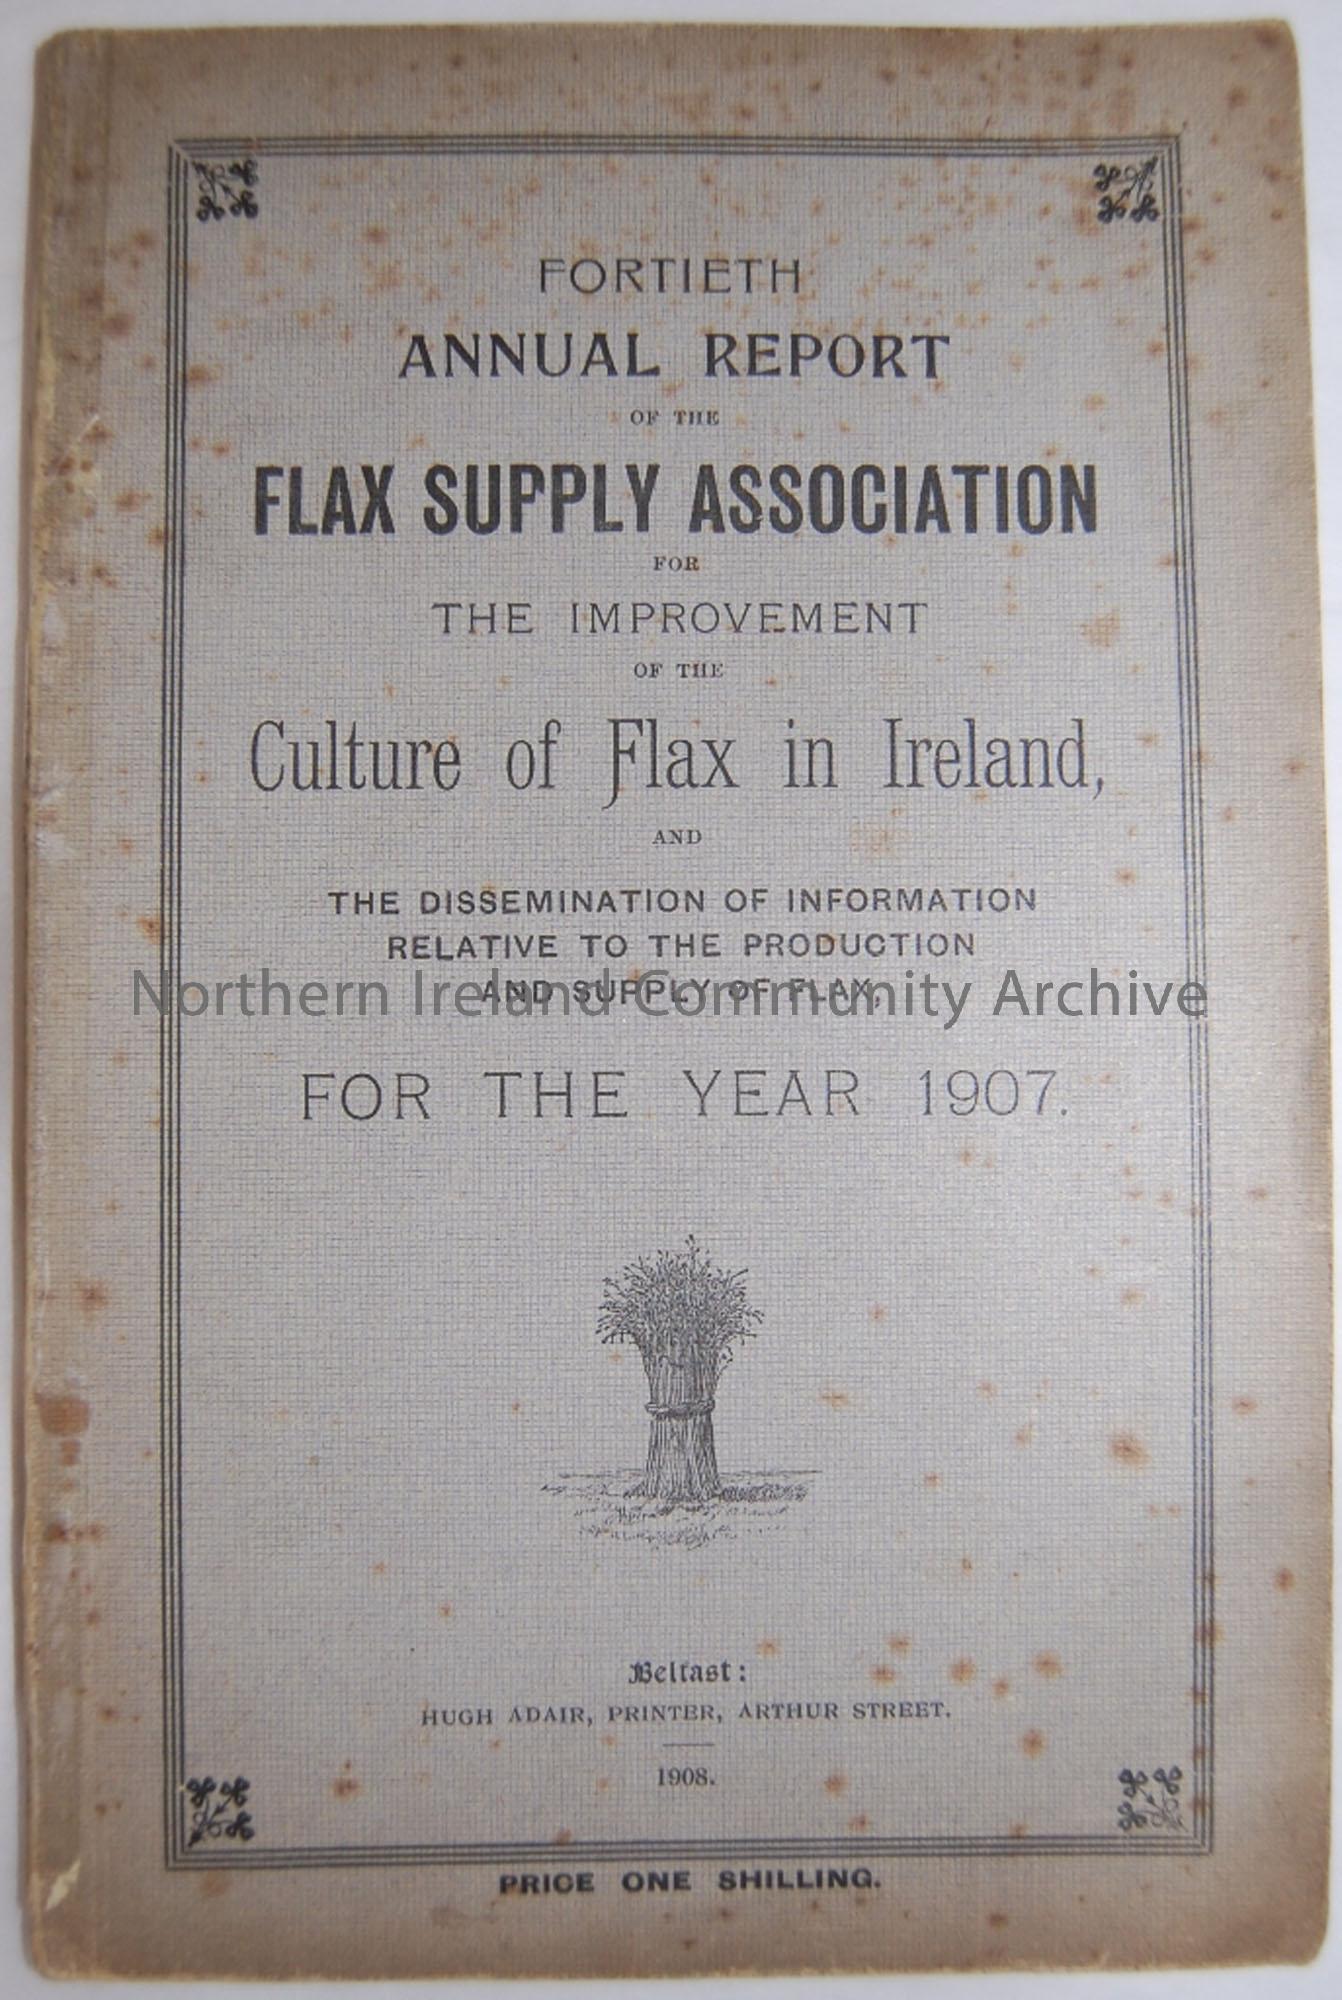 FORTIETH
ANNUAL REPORT
OF THE
FLAX SUPPLY ASSOCIATION
FOR
THE IMPROVEMENT
OF THE
Culture of Flax in Ireland,
AND
THE DISSEMINATION OF INFORMATION
RELATIVE TO THE PRODUCTION
AND SUPPLY OF FLAX,
Northern Ireland Community Archive
FOR THE YEAR 1907.
Belfast:
HUGH ADAIR, PRINTER, ARTHUR STREET.
1908.
PRICE ONE SHILLING.